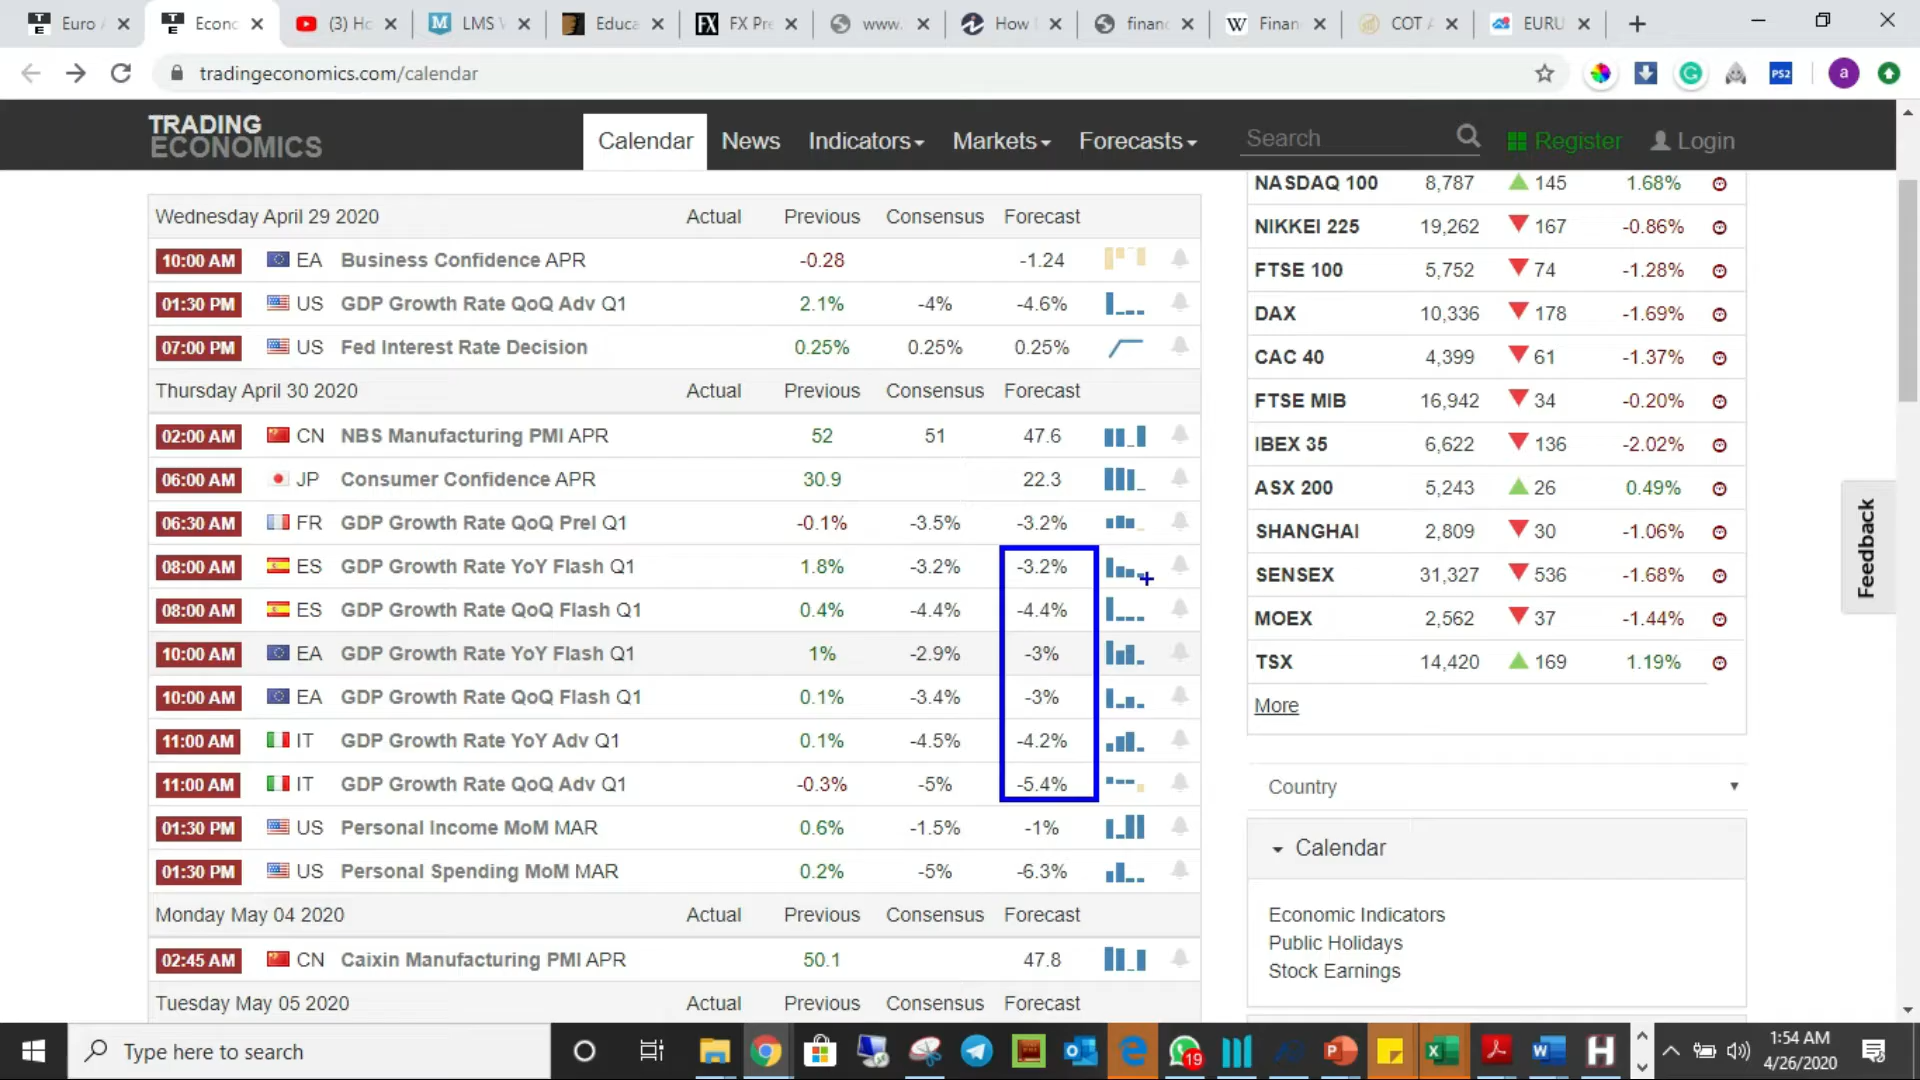 Euro /
Econo
(3) Ho
LMS V
Educa
FX Pre
www.
How
financ
Finan
COT A
EURU
tradingeconomics.com/calendar
PS2
a
TRADING
ECONOMICS
Calendar
News
Indicators
Markets
Forecasts
Search
Register
Login
Wednesday April 29 2020 Actual Previous Consensus Forecast
10:00 AM EA Business Confidence APR -0.28 -1.24
01:30 PM US GDP Growth Rate QoQ Adv Q1 2.1% -4% -4.6%
07:00 PM US Fed Interest Rate Decision 0.25% 0.25% 0.25%
Thursday April 30 2020 Actual Previous Consensus Forecast
02:00 AM CN NBS Manufacturing PMI APR 52 51 47.6
06:00 AM JP Consumer Confidence APR 30.9 22.3
06:30 AM FR GDP Growth Rate QoQ Prel Q1 -0.1% -3.5% -3.2%
08:00 AM ES GDP Growth Rate YoY Flash Q1 1.8% -3.2% -3.2%
08:00 AM ES GDP Growth Rate QoQ Flash Q1 0.4% -4.4% -4.4%
10:00 AM EA GDP Growth Rate YoY Flash Q1 1% -2.9% -3%
10:00 AM EA GDP Growth Rate QoQ Flash Q1 0.1% -3.4% -3%
11:00 AM IT GDP Growth Rate YoY Adv Q1 0.1% -4.5% -4.2%
11:00 AM IT GDP Growth Rate QoQ Adv Q1 -0.3% -5% -5.4%
01:30 PM US Personal Income MoM MAR 0.6% -1.5% -1%
01:30 PM US Personal Spending MoM MAR 0.2% -5% -6.3%
Monday May 04 2020 Actual Previous Consensus Forecast
02:45 AM CN Caixin Manufacturing PMI APR 50.1 47.8
Tuesday May 05 2020 Actual Previous Consensus Forecast
NASDAQ 100 8,787 145 1.68%
NIKKEI 225 19,262 167 -0.86%
FTSE 100 5,752 74 -1.28%
DAX 10,336 178 -1.69%
CAC 40 4,399 61 -1.37%
FTSE MIB 16,942 34 -0.20%
IBEX 35 6,622 136 -2.02%
ASX 200 5,243 26 0.49%
SHANGHAI 2,809 30 -1.06%
SENSEX 31,327 536 -1.68%
MOEX 2,562 37 -1.44%
TSX 14,420 169 1.19%
More
Country
Calendar
Economic Indicators
Public Holidays
Stock Earnings
Feedback
Type here to search
19
1:54 AM
4/26/2020